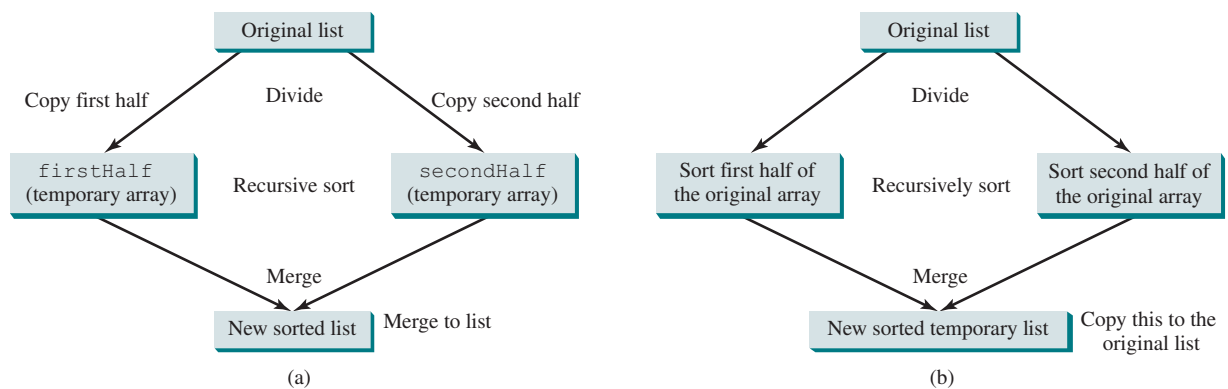 Original list
Copy first half
Divide
Copy second half
firstHalf
(temporary array)
Recursive sort
secondHalf
(temporary array)
Merge
New sorted list
Merge to list
(a)
Original list
Divide
Sort first half of
the original array
Recursively sort
Sort second half of
the original array
Merge
New sorted temporary list
Copy this to the
original list
(b)